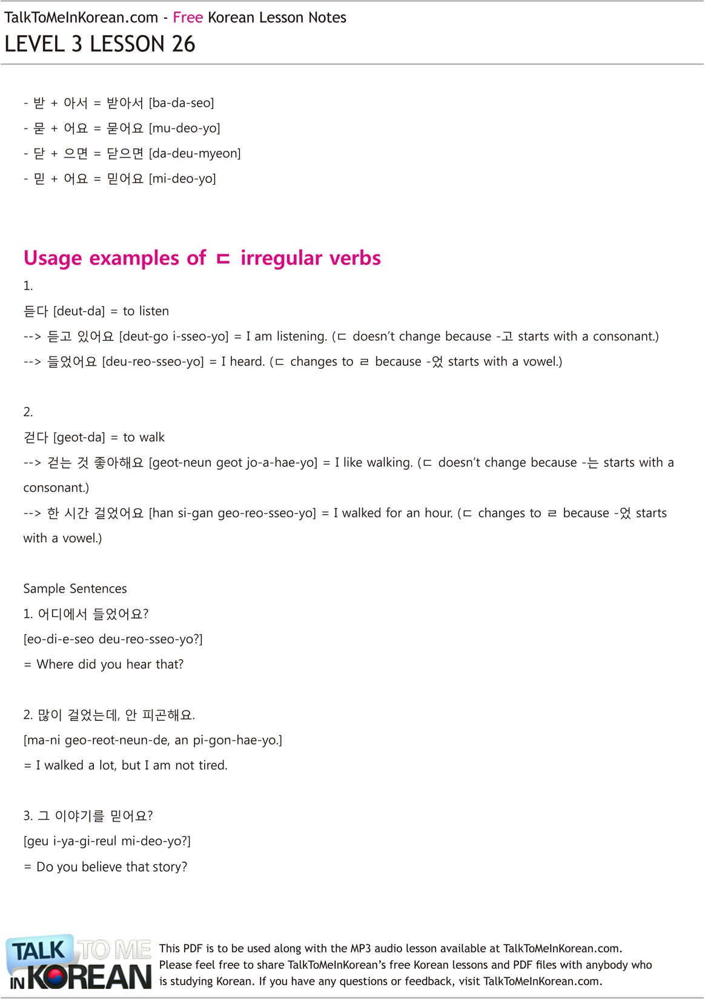 TalkToMeInKorean.com - Free Korean Lesson Notes
LEVEL 3 LESSON 26
- 받 + 아서 = 받아서 [ba-da-seo]
- 묻 + 어요 = 묻어요 [mu-deo-yo]
- 닫 + 으면 = 닫으면 [da-deu-myeon]
- 믿 + 어요 = 믿어요 [mi-deo-yo]
Usage examples of ㄷ irregular verbs
1.
듣다 [deut-da] = to listen
--> 듣고 있어요 [deut-go i-sseo-yo] = I am listening. (ㄷ doesn’t change because -고 starts with a consonant.)
--> 들었어요 [deu-reo-sseo-yo] = I heard. (ㄷ changes to ㄹ because -었 starts with a vowel.)
2.
걷다 [geot-da] = to walk
--> 걷는 것 좋아해요 [geot-neun geot jo-a-hae-yo] = I like walking. (ㄷ doesn’t change because -는 starts with a
consonant.)
--> 한 시간 걸었어요 [han si-gan geo-reo-sseo-yo] = I walked for an hour. (ㄷ changes to ㄹ because -었 starts
with a vowel.)
Sample Sentences
1. 어디에서 들었어요?
[eo-di-e-seo deu-reo-sseo-yo?]
= Where did you hear that?
2. 많이 걸었는데, 안 피곤해요.
[ma-ni geo-reot-neun-de, an pi-gon-hae-yo.]
= I walked a lot, but I am not tired.
3. 그 이야기를 믿어요?
[geu i-ya-gi-reul mi-deo-yo?]
= Do you believe that story?
TALK TO ME
IN KOREAN
This PDF is to be used along with the MP3 audio lesson available at TalkToMeInKorean.com.
Please feel free to share TalkToMeInKorean’s free Korean lessons and PDF files with anybody who
is studying Korean. If you have any questions or feedback, visit TalkToMeInKorean.com.